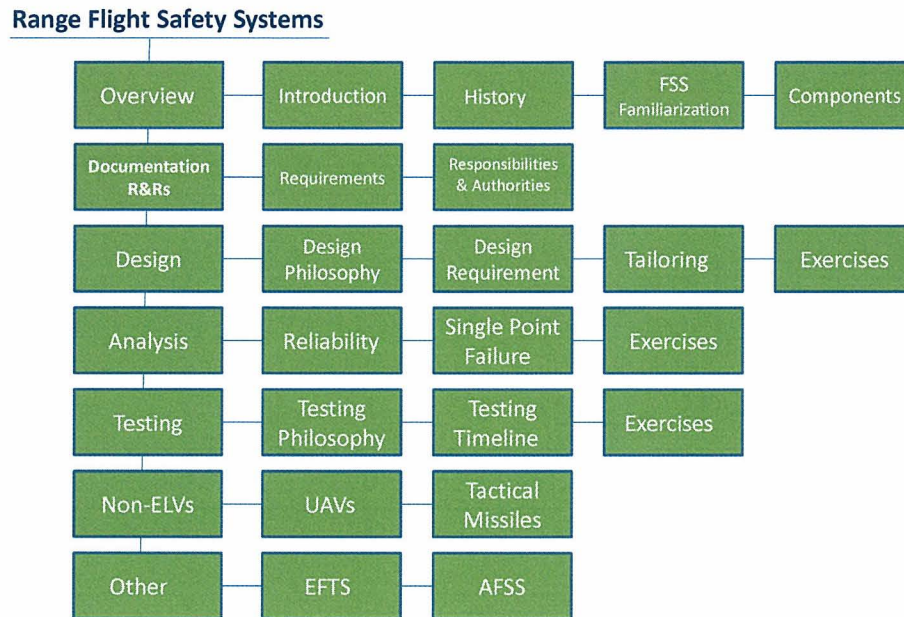 Range Flight Safety Systems
Overview
Introduction
History
FSS
Familiarization
Components
Documentation
R&Rs
Requirements
Responsibilities
& Authorities
Design
Design
Philosophy
Design
Requirement
Tailoring
Exercises
Analysis
Reliability
Single Point
Failure
Exercises
Testing
Testing
Philosophy
Testing
Timeline
Exercises
Non-ELVs
UAVs
Tactical
Missiles
Other
EFTS
AFSS